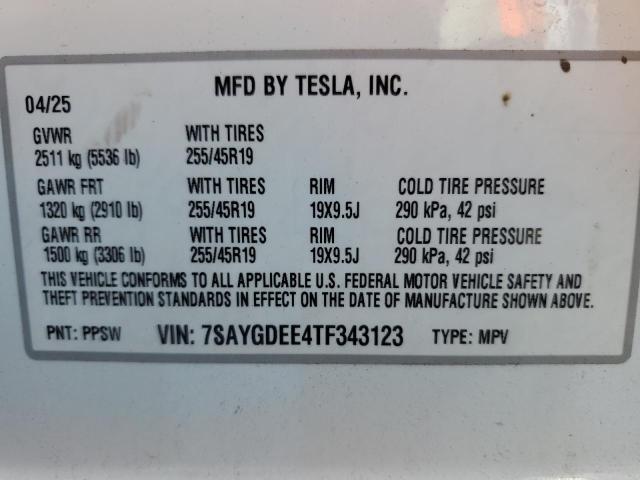 MFD BY TESLA, INC.
04/25
GVWR WITH TIRES
2511 kg (5536 lb) 255/45R19
GAWR FRT WITH TIRES RIM COLD TIRE PRESSURE
1320 kg (2910 lb) 255/45R19 19X9.5J 290 kPa, 42 psi
GAWR RR WITH TIRES RIM COLD TIRE PRESSURE
1500 kg (3306 lb) 255/45R19 19X9.5J 290 kPa, 42 psi
THIS VEHICLE CONFORMS TO ALL APPLICABLE U.S. FEDERAL MOTOR VEHICLE SAFETY AND
THEFT PREVENTION STANDARDS IN EFFECT ON THE DATE OF MANUFACTURE SHOWN ABOVE.
PNT: PPSW VIN: 7SAYGDEE4TF343123 TYPE: MPV